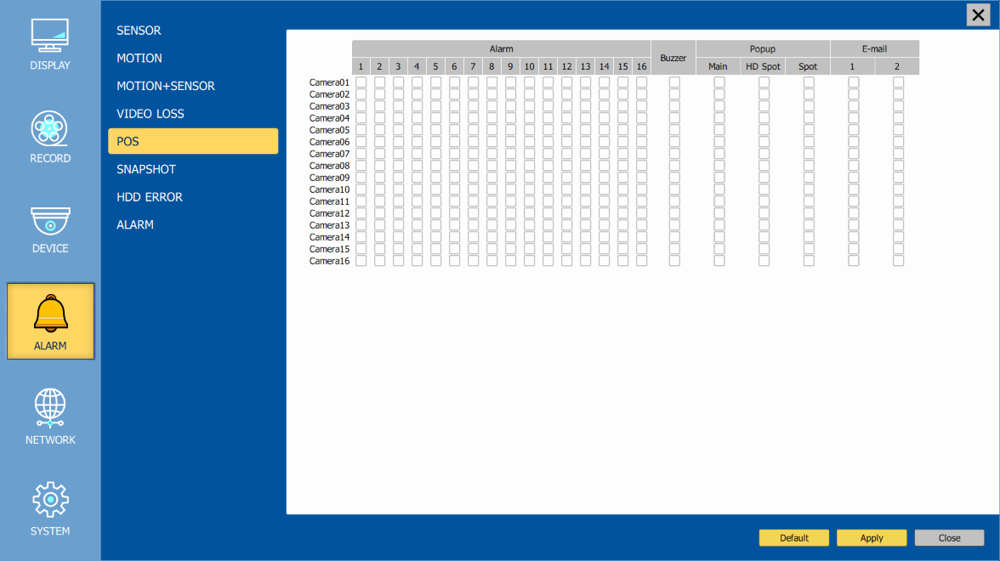 DISPLAY
RECORD
DEVICE
ALARM
NETWORK
SYSTEM
SENSOR
MOTION
MOTION+SENSOR
VIDEO LOSS
POS
SNAPSHOT
HDD ERROR
ALARM
Alarm Buzzer Popup E-mail
1 2 3 4 5 6 7 8 9 10 11 12 13 14 15 16 Main HD Spot Spot 1 2
Camera01
Camera02
Camera03
Camera04
Camera05
Camera06
Camera07
Camera08
Camera09
Camera10
Camera11
Camera12
Camera13
Camera14
Camera15
Camera16
Default Apply Close